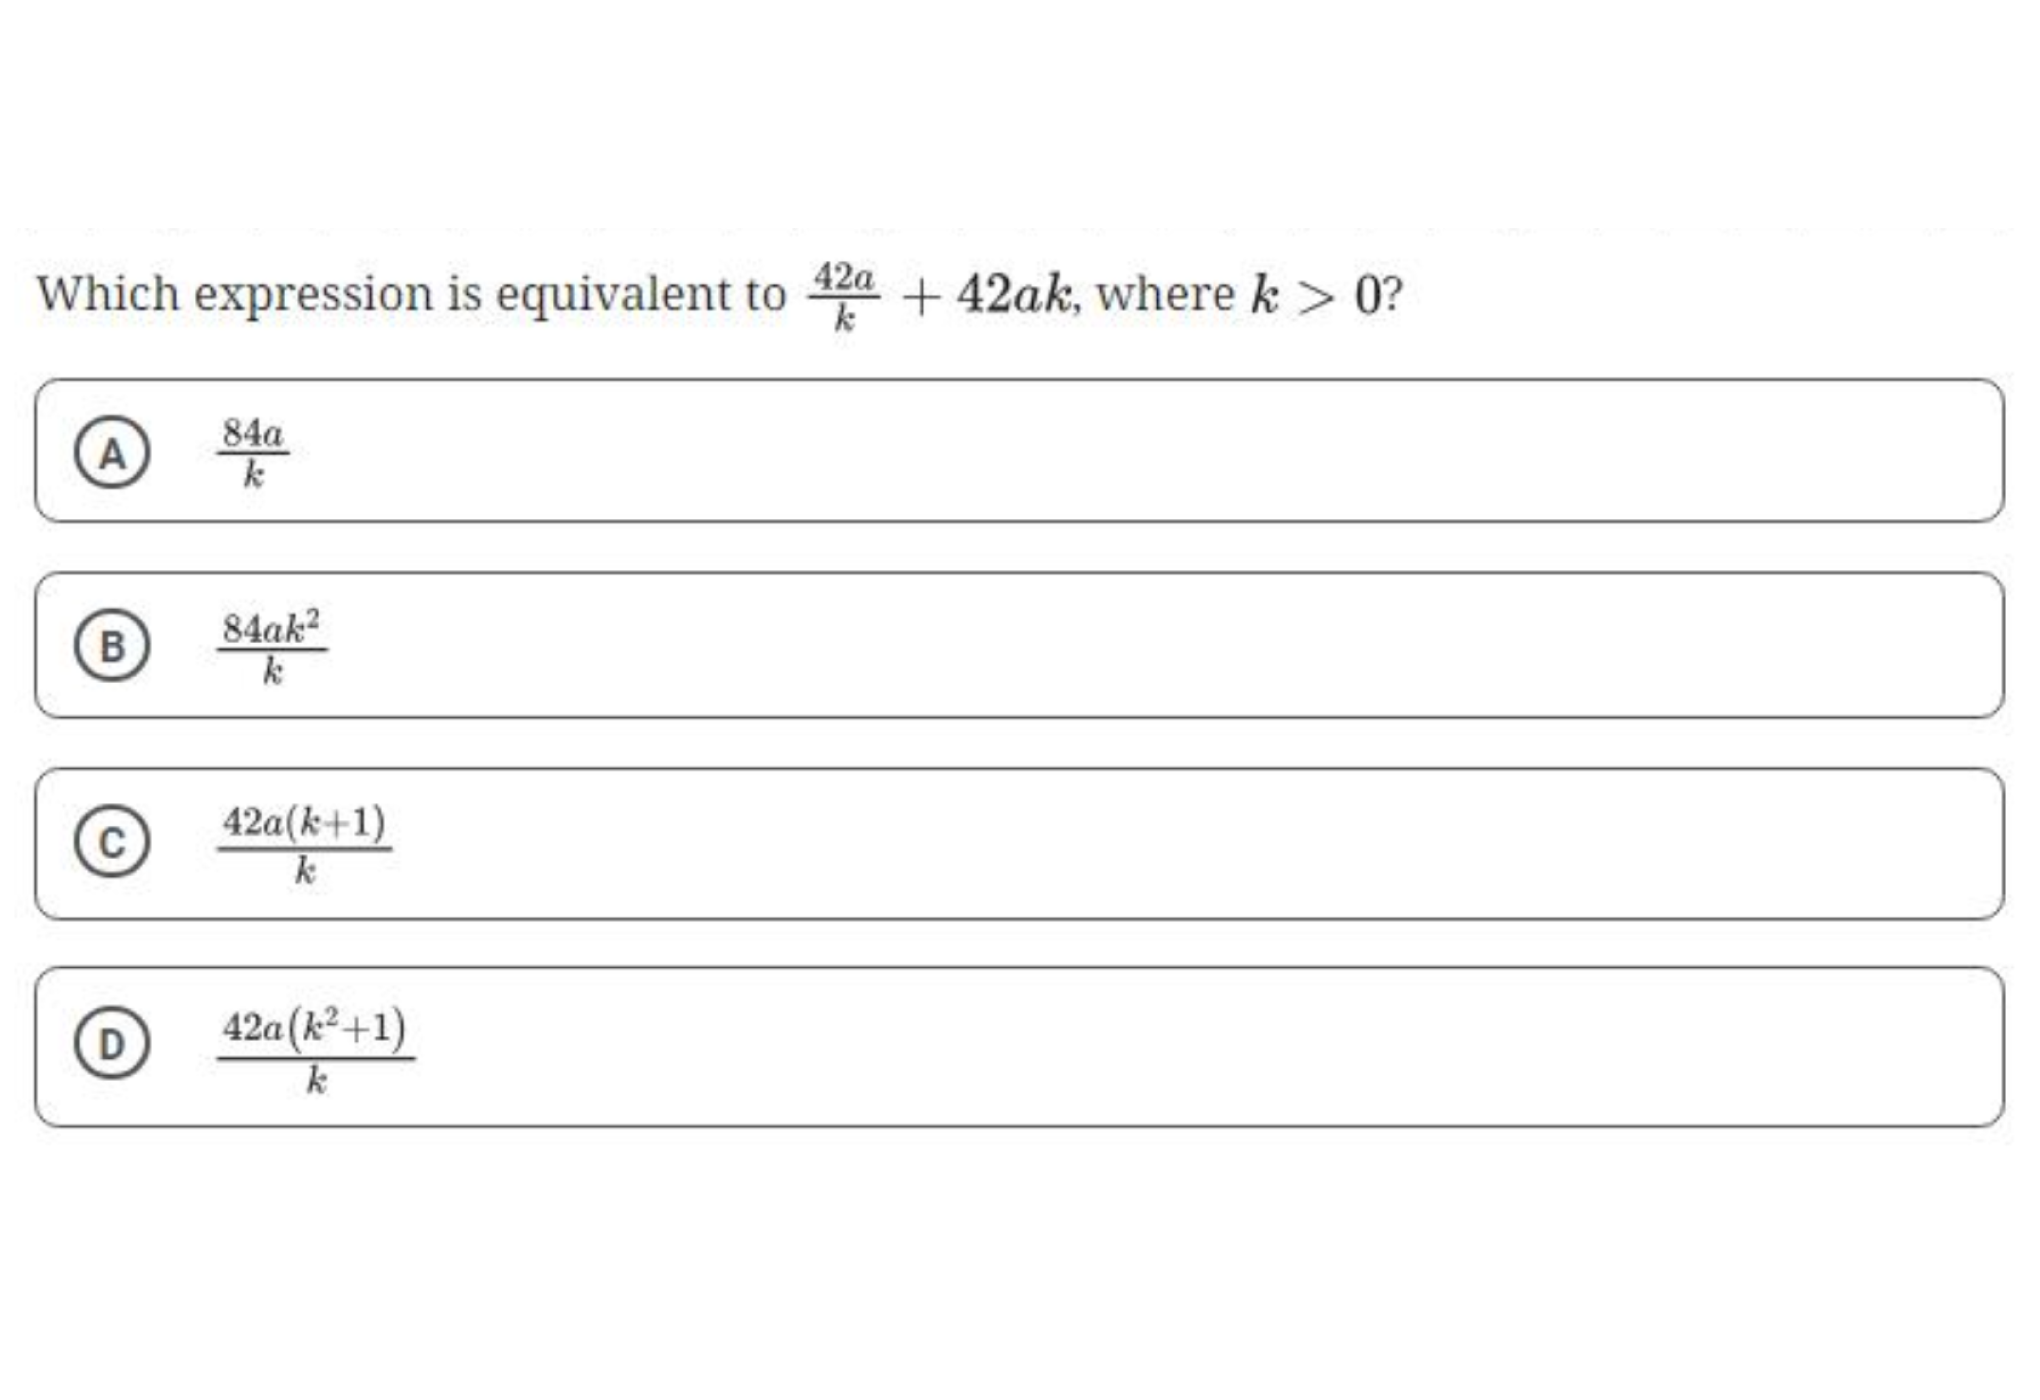 Which expression is equivalent to \frac{42a}{k} + 42ak, where k > 0?
A \frac{84a}{k}
B \frac{84ak^2}{k}
C \frac{42a(k+1)}{k}
D \frac{42a(k^2+1)}{k}